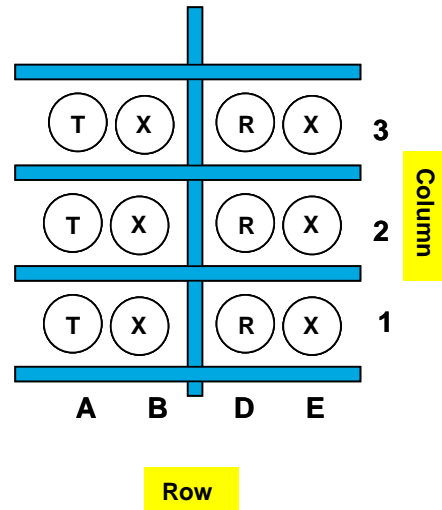 T X R X 3
T X R X 2
Column
T X R X 1
A B D E
Row